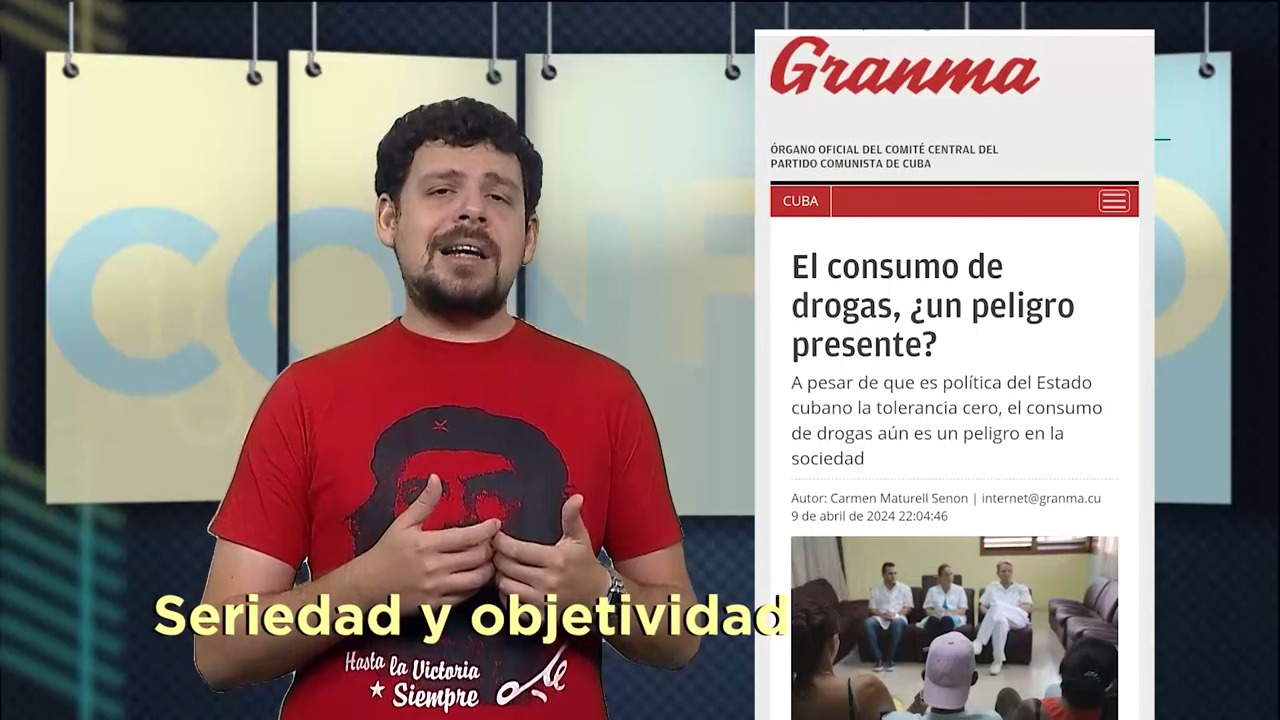 Granma
ÓRGANO OFICIAL DEL COMITÉ CENTRAL DEL
PARTIDO COMUNISTA DE CUBA
CUBA
El consumo de
drogas, ¿un peligro
presente?
A pesar de que es política del Estado
cubano la tolerancia cero, el consumo
de drogas aún es un peligro en la
sociedad
Autor: Carmen Maturell Senon | internet@granma.cu
9 de abril de 2024 22:04:46
Seriedad y objetividad
Hasta la Victoria
Siempre